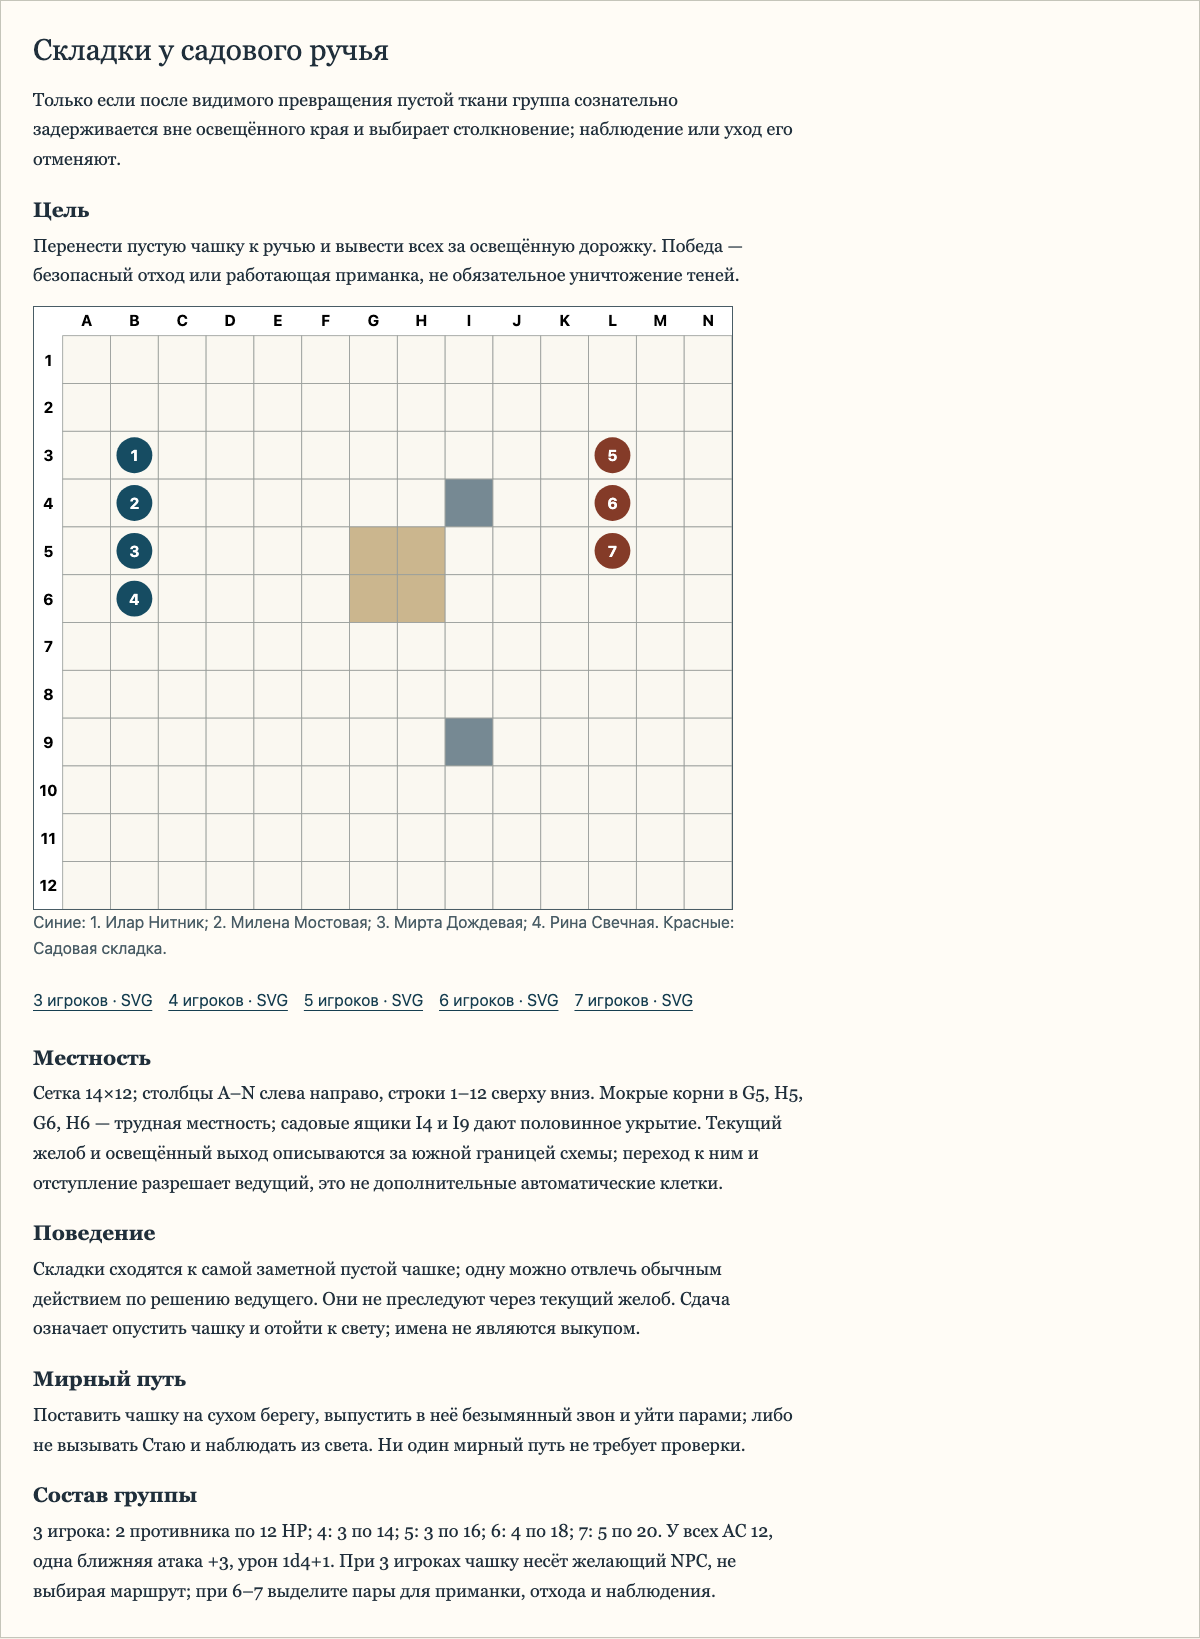 Складки у садового ручья
Только если после видимого превращения пустой ткани группа сознательно
задерживается вне освещённого края и выбирает столкновение; наблюдение или уход его
отменяют.
Цель
Перенести пустую чашку к ручью и вывести всех за освещённую дорожку. Победа —
безопасный отход или работающая приманка, не обязательное уничтожение теней.
A B C D E F G H I J K L M N
1
2
3 1 5
4 2 6
5 3 7
6 4
7
8
9
10
11
12
Синие: 1. Илар Нитник; 2. Милена Мостовая; 3. Мирта Дождевая; 4. Рина Свечная. Красные:
Садовая складка.
3 игроков · SVG 4 игроков · SVG 5 игроков · SVG 6 игроков · SVG 7 игроков · SVG
Местность
Сетка 14×12; столбцы A–N слева направо, строки 1–12 сверху вниз. Мокрые корни в G5, H5,
G6, H6 — трудная местность; садовые ящики I4 и I9 дают половинное укрытие. Текущий
желоб и освещённый выход описываются за южной границей схемы; переход к ним и
отступление разрешает ведущий, это не дополнительные автоматические клетки.
Поведение
Складки сходятся к самой заметной пустой чашке; одну можно отвлечь обычным
действием по решению ведущего. Они не преследуют через текущий желоб. Сдача
означает опустить чашку и отойти к свету; имена не являются выкупом.
Мирный путь
Поставить чашку на сухом берегу, выпустить в неё безымянный звон и уйти парами; либо
не вызывать Стаю и наблюдать из света. Ни один мирный путь не требует проверки.
Состав группы
3 игрока: 2 противника по 12 HP; 4: 3 по 14; 5: 3 по 16; 6: 4 по 18; 7: 5 по 20. У всех AC 12,
одна ближняя атака +3, урон 1d4+1. При 3 игроках чашку несёт желающий NPC, не
выбирая маршрут; при 6–7 выделите пары для приманки, отхода и наблюдения.